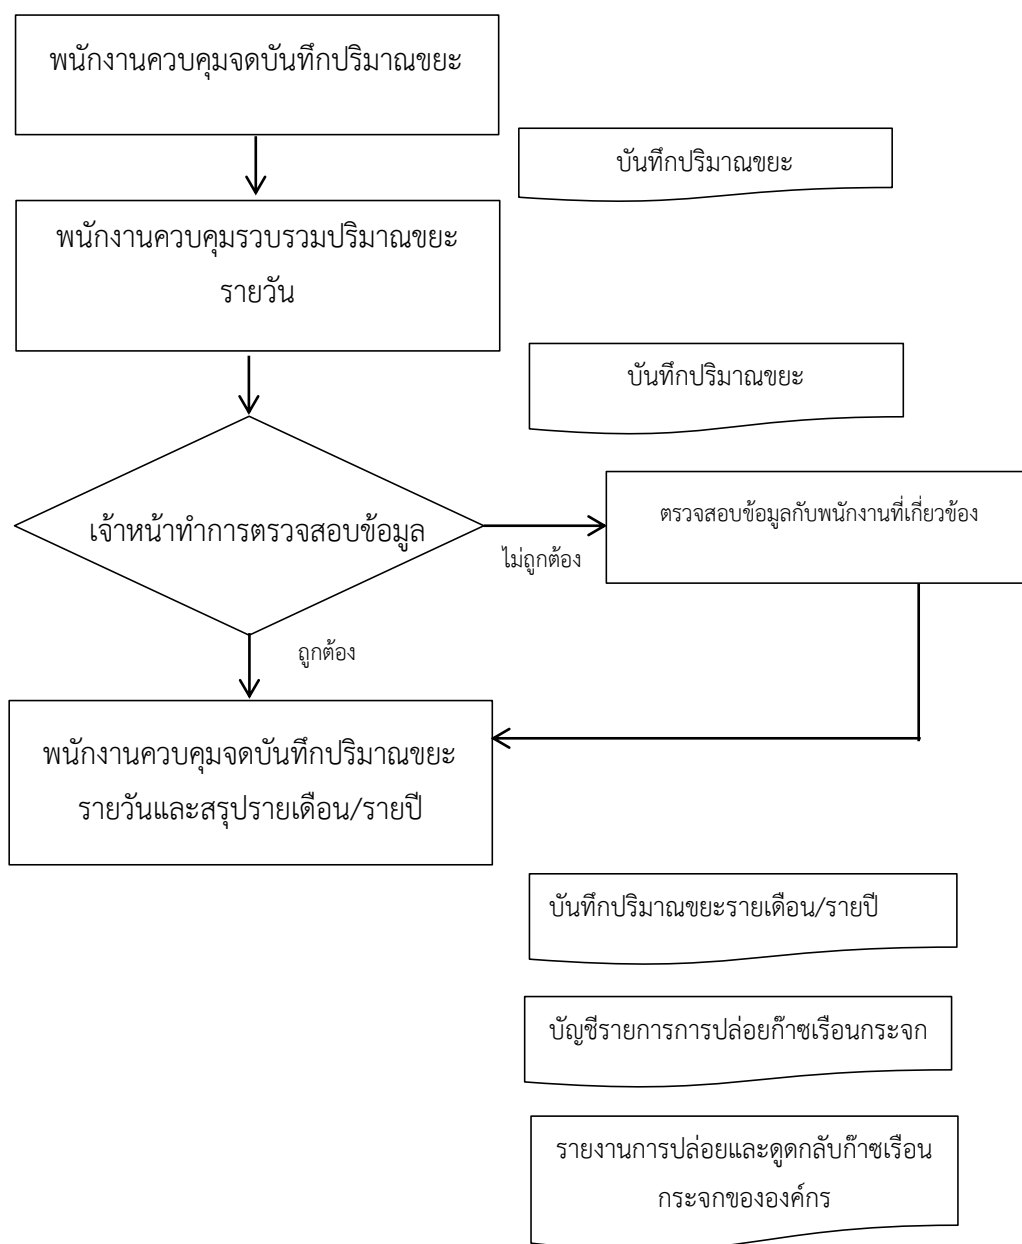 พนักงานควบคุมจดบันทึกปริมาณขยะ
บันทึกปริมาณขยะ
พนักงานควบคุมรวบรวมปริมาณขยะ
รายวัน
บันทึกปริมาณขยะ
เจ้าหน้าทำการตรวจสอบข้อมูล
ไม่ถูกต้อง
ตรวจสอบข้อมูลกับพนักงานที่เกี่ยวข้อง
ถูกต้อง
พนักงานควบคุมจดบันทึกปริมาณขยะ
รายวันและสรุปรายเดือน/รายปี
บันทึกปริมาณขยะรายเดือน/รายปี
บัญชีรายการการปล่อยก๊าซเรือนกระจก
รายงานการปล่อยและดูดกลับก๊าซเรือน
กระจกขององค์กร